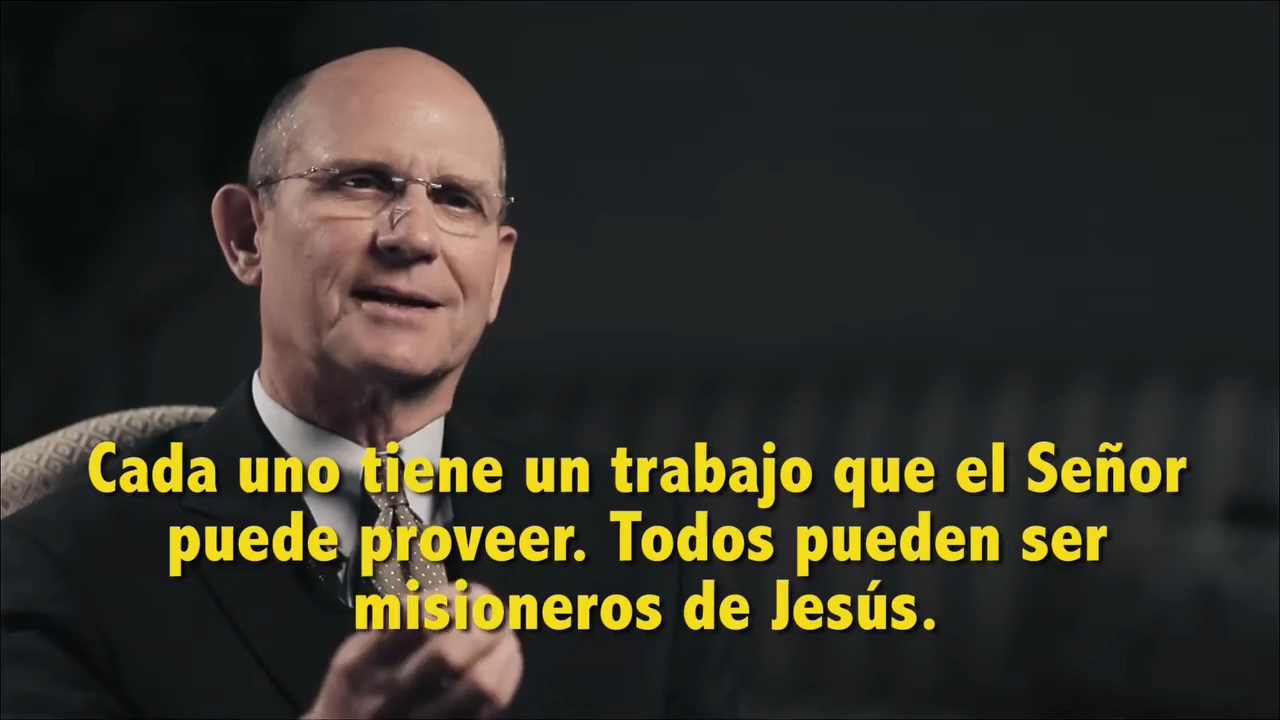 Cada uno tiene un trabajo que el Señor
puede proveer. Todos pueden ser
misioneros de Jesús.